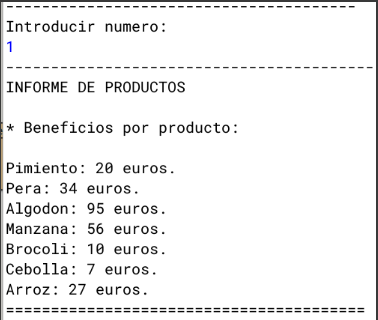 ---------------------------------------
Introducir numero:
1
-----------------------------------------
INFORME DE PRODUCTOS
* Beneficios por producto:
Pimiento: 20 euros.
Pera: 34 euros.
Algodon: 95 euros.
Manzana: 56 euros.
Brocoli: 10 euros.
Cebolla: 7 euros.
Arroz: 27 euros.
========================================